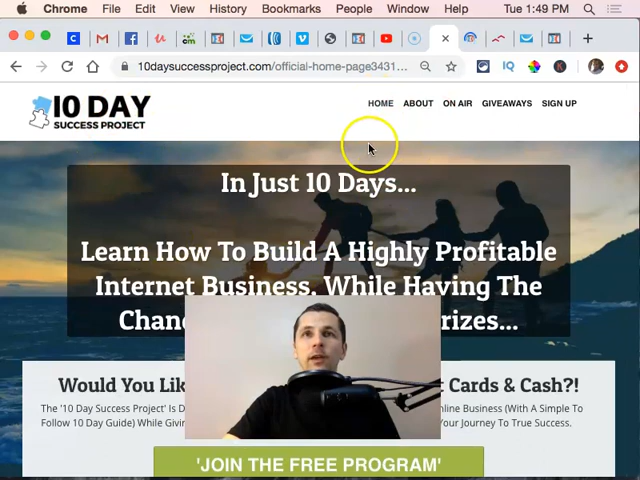 Chrome File Edit View History Bookmarks People Window Help Tue 1:49 PM
10daysuccessproject.com/official-home-page3431...
10 DAY
SUCCESS PROJECT
HOME ABOUT ON AIR GIVEAWAYS SIGN UP
In Just 10 Days...
Learn How To Build A Highly Profitable
Internet Business, While Having The
rizes...
Would You t Cards & Cash?!
The '10 Day Success Project' Is D nline Business (With A Simple To
Follow 10 Day Guide) While Your Journey To True Success.
'JOIN THE FREE PROGRAM'